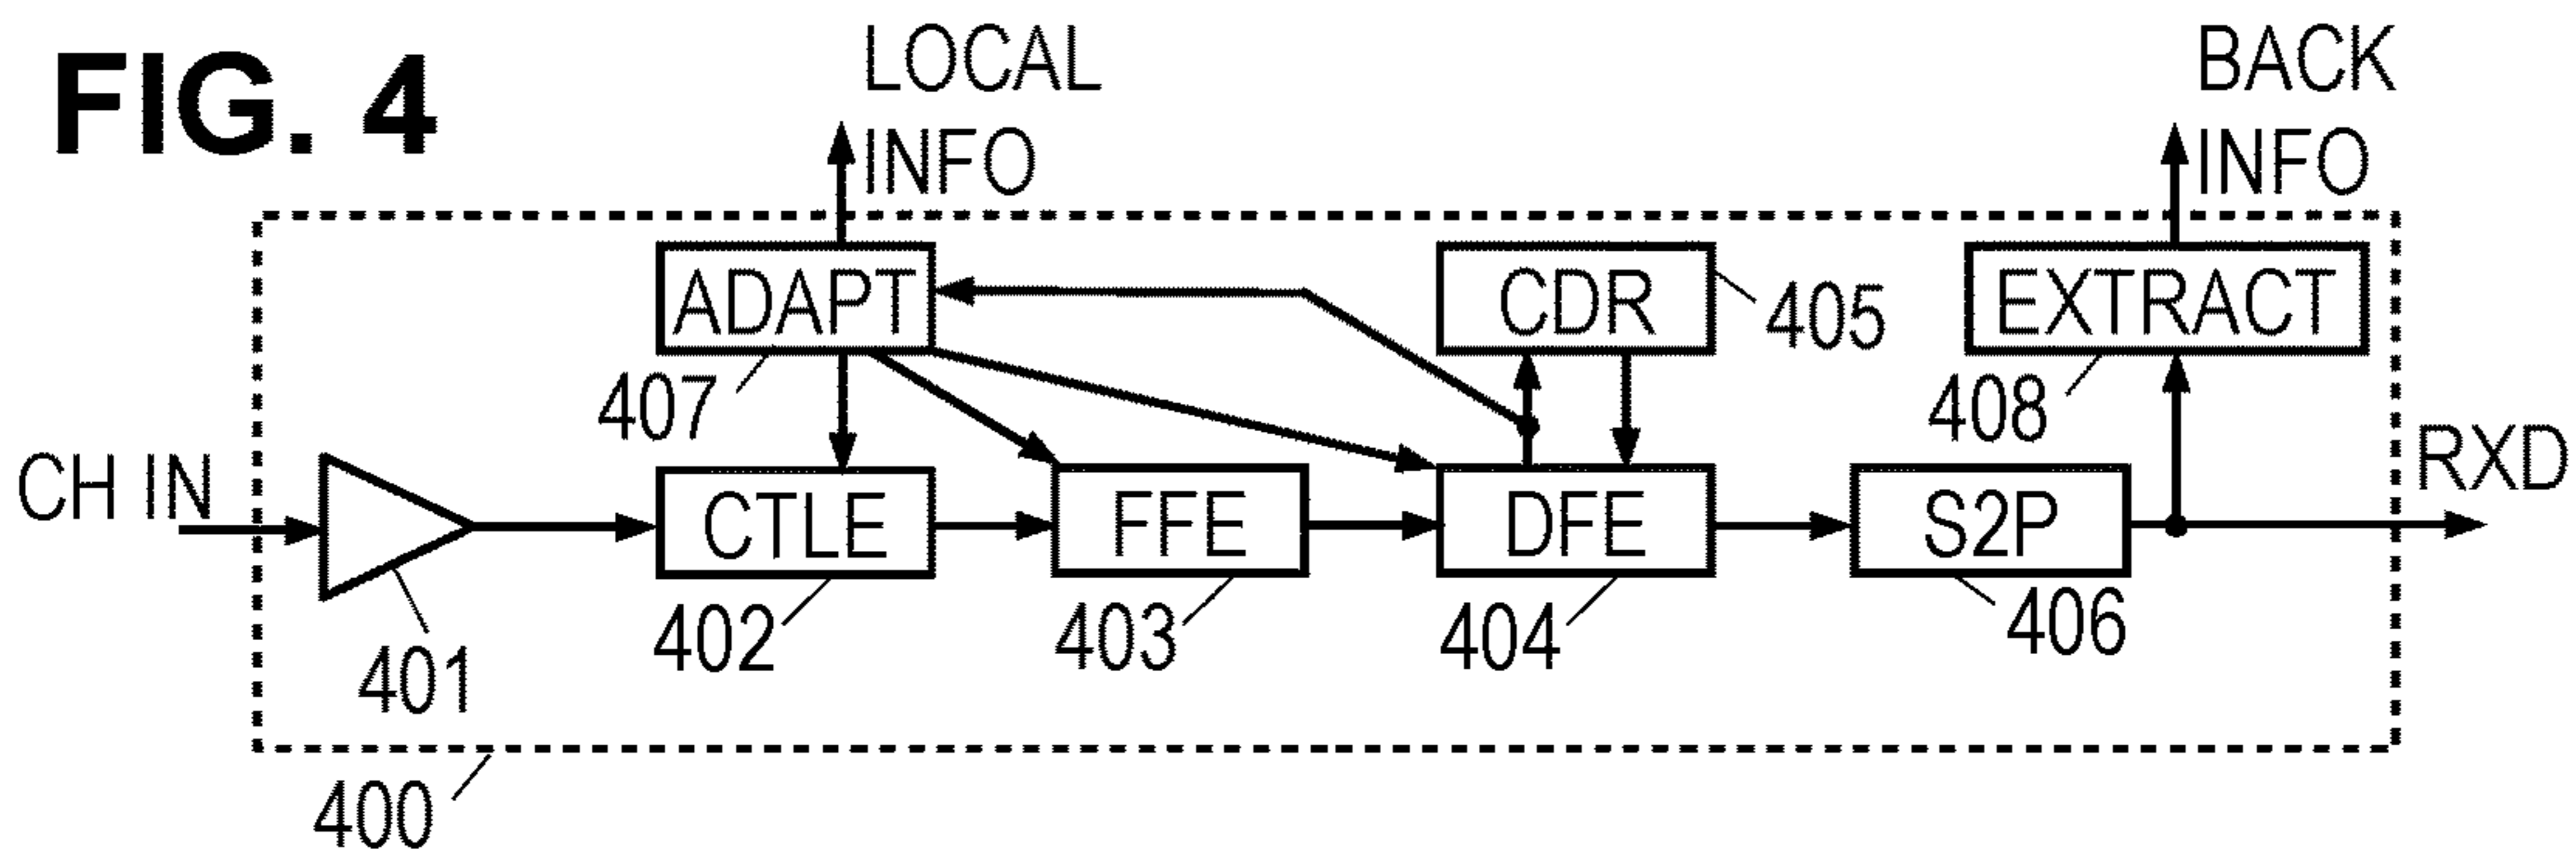 FIG. 4
LOCAL
INFO
BACK
INFO
ADAPT
CDR
405
EXTRACT
407
408
CH IN
RXD
CTLE
FFE
DFE
S2P
401
402
403
404
406
400